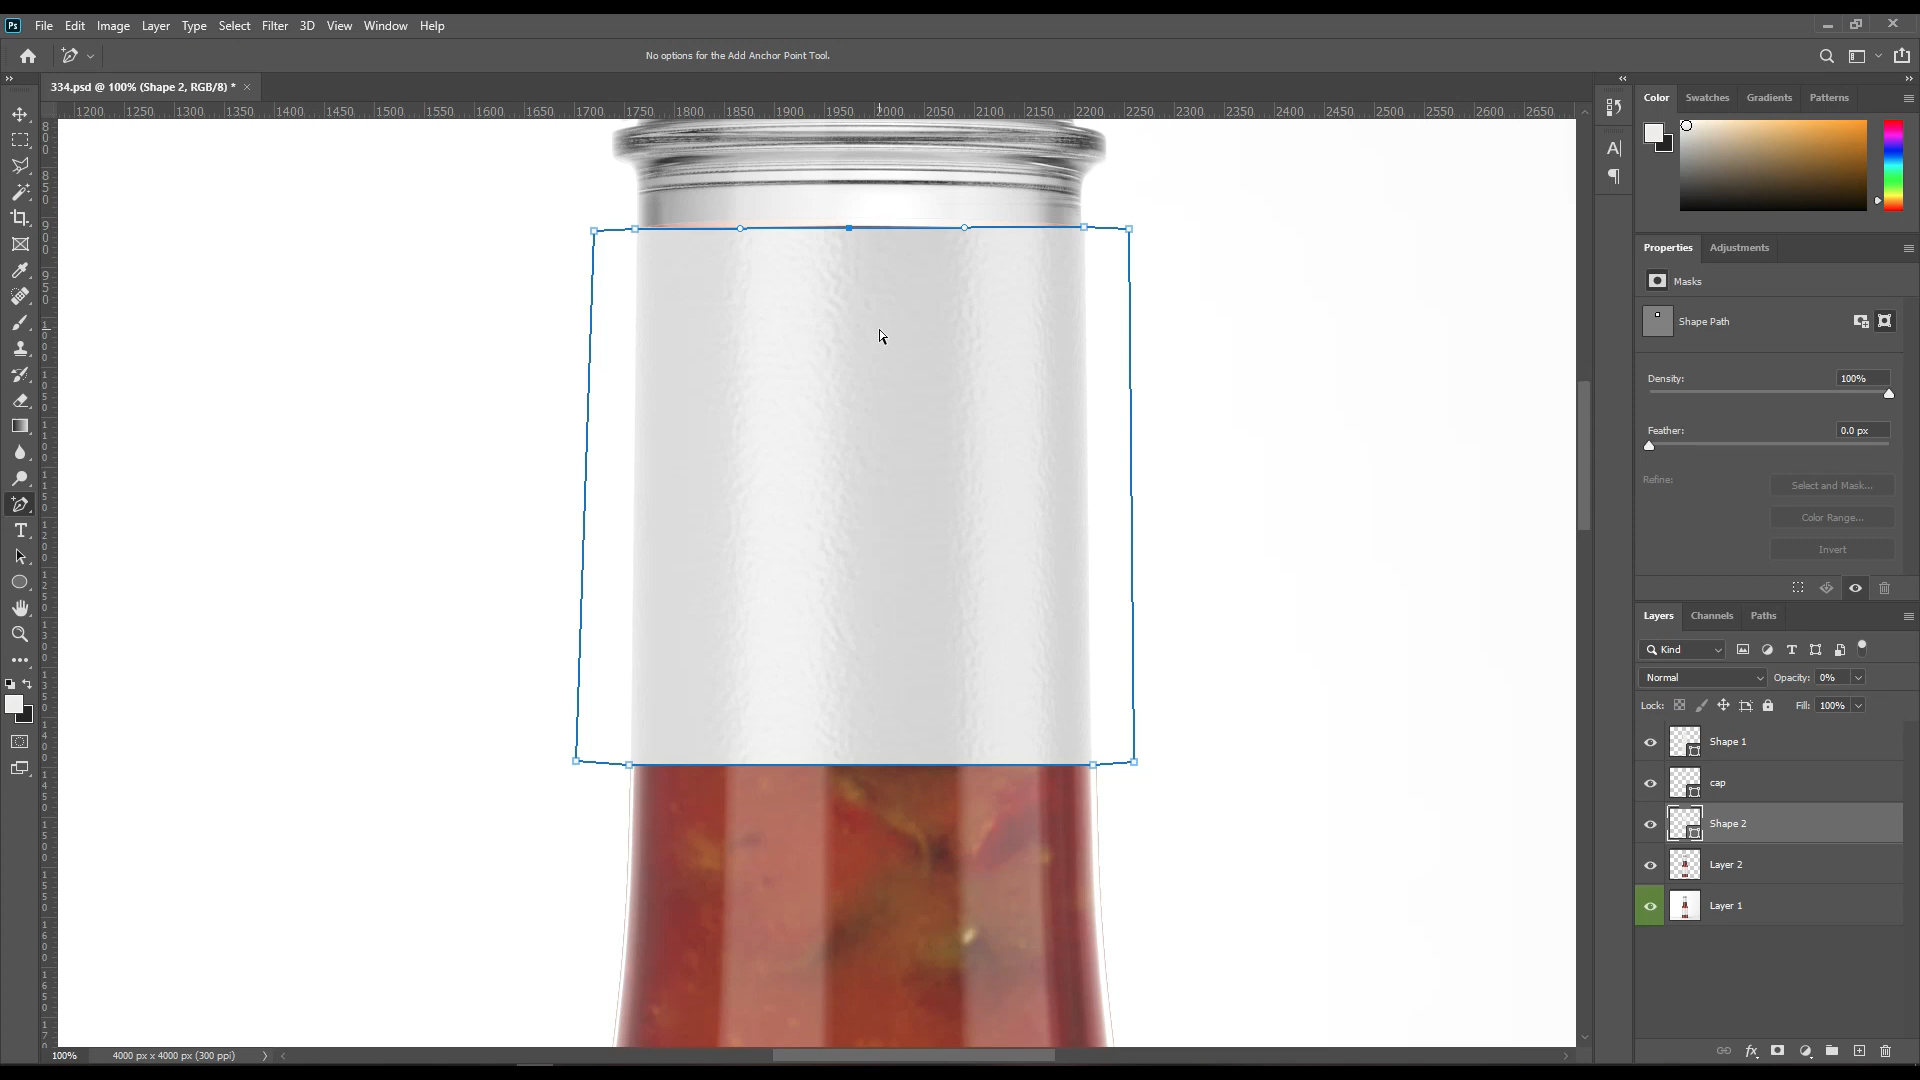 Ps File Edit Image Layer Type Select Filter 3D View Window Help
No options for the Add Anchor Point Tool.
334.psd @ 100% (Shape 2, RGB/8) *
1200 1250 1300 1350 1400 1450 1500 1550 1600 1650 1700 1750 1800 1850 1900 1950 2000 2050 2100 2150 2200 2250 2300 2350 2400 2450 2500 2550 2600 2650
Color Swatches Gradients Patterns
Properties Adjustments
Masks
Shape Path
Density: 100%
Feather: 0.0 px
Refine: Select and Mask...
Color Range...
Invert
Layers Channels Paths
Kind
Normal Opacity: 0%
Lock: Fill: 100%
Shape 1
cap
Shape 2
Layer 2
Layer 1
fx
100% 4000 px x 4000 px (300 ppi)